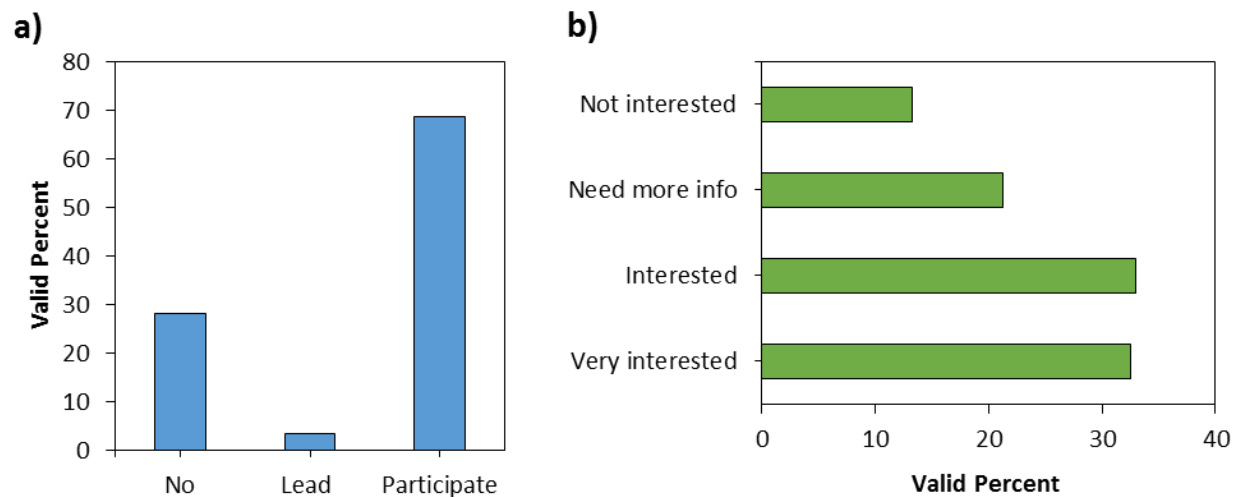 a)
80
70
60
50
40
30
20
10
0
Valid Percent
No Lead Participate
b)
Not interested
Need more info
Interested
Very interested
0 10 20 30 40
Valid Percent